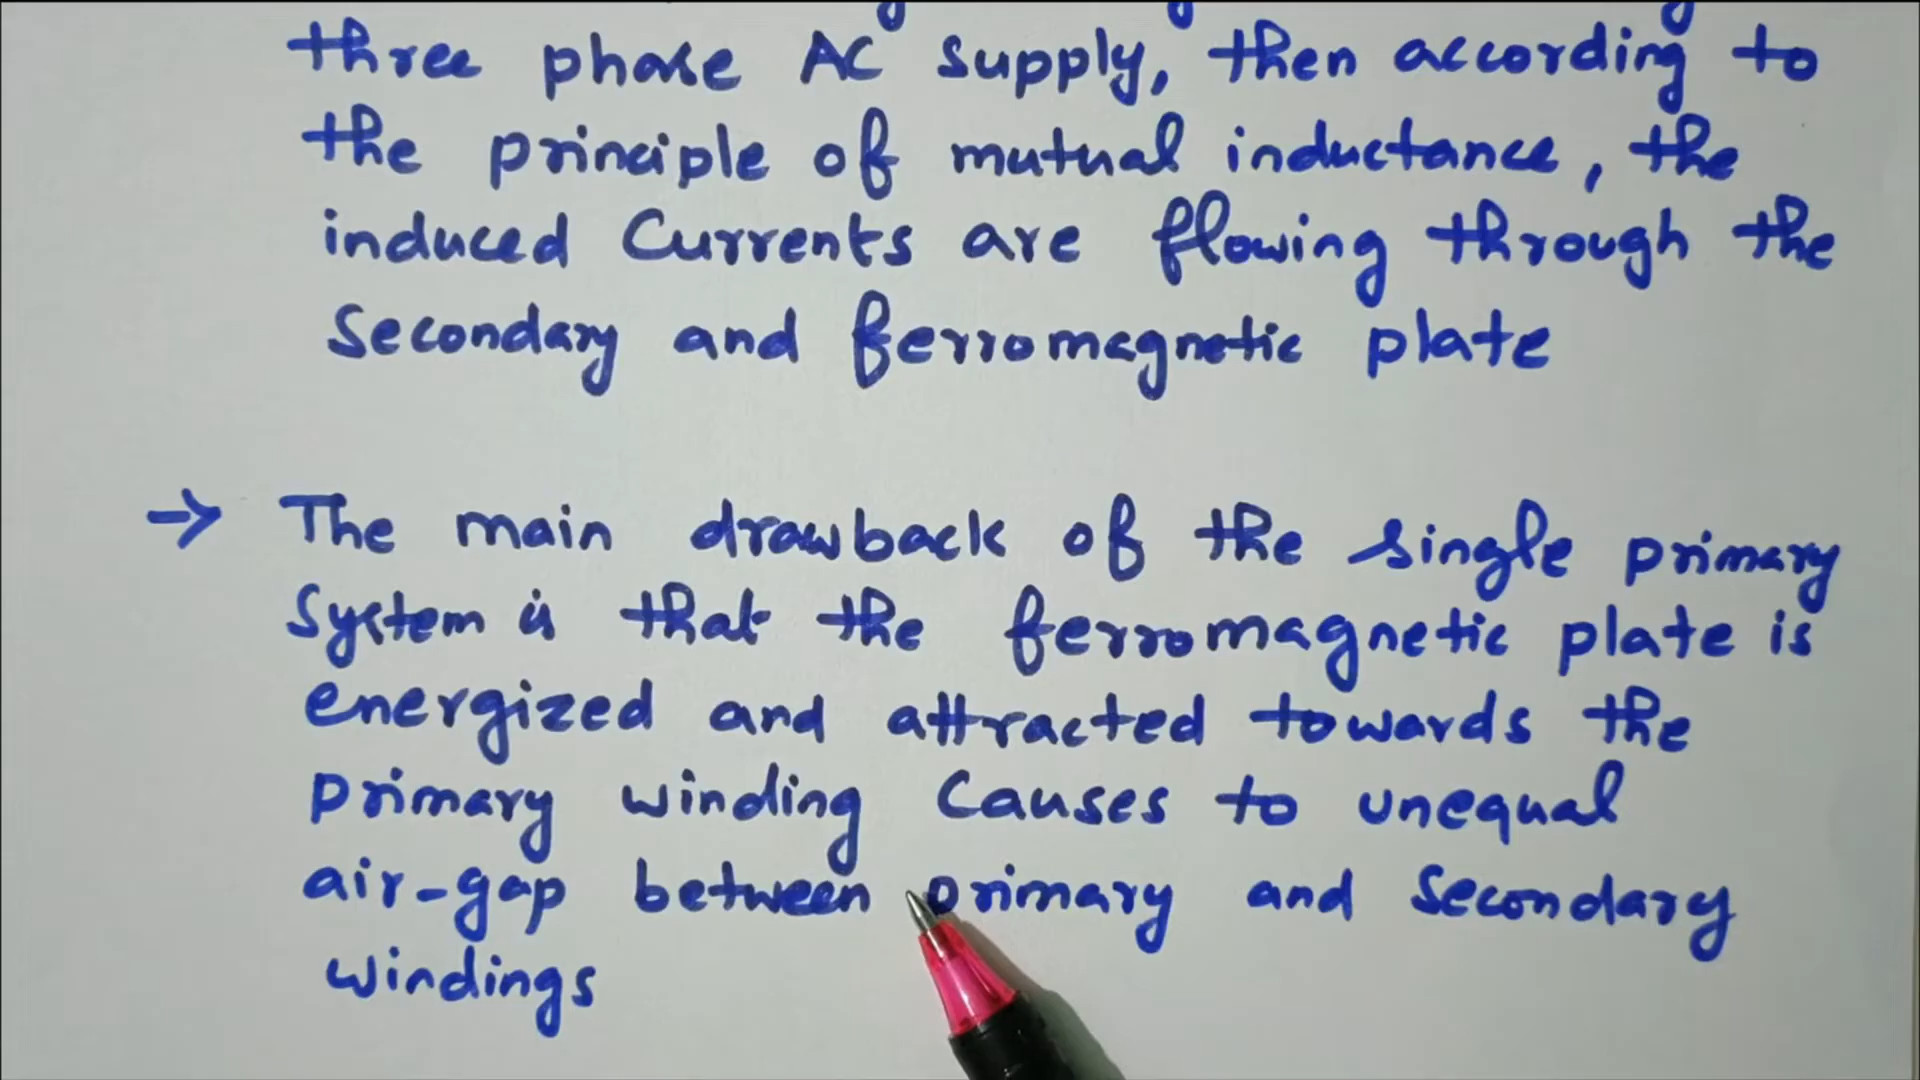 three phase AC supply, then according to
the principle of mutual inductance, the
induced Currents are flowing through the
Secondary and ferromagnetic plate
→ The main drawback of the single primary
System is that the ferromagnetic plate is
energized and attracted towards the
primary winding Causes to unequal
air-gap between primary and Secondary
windings